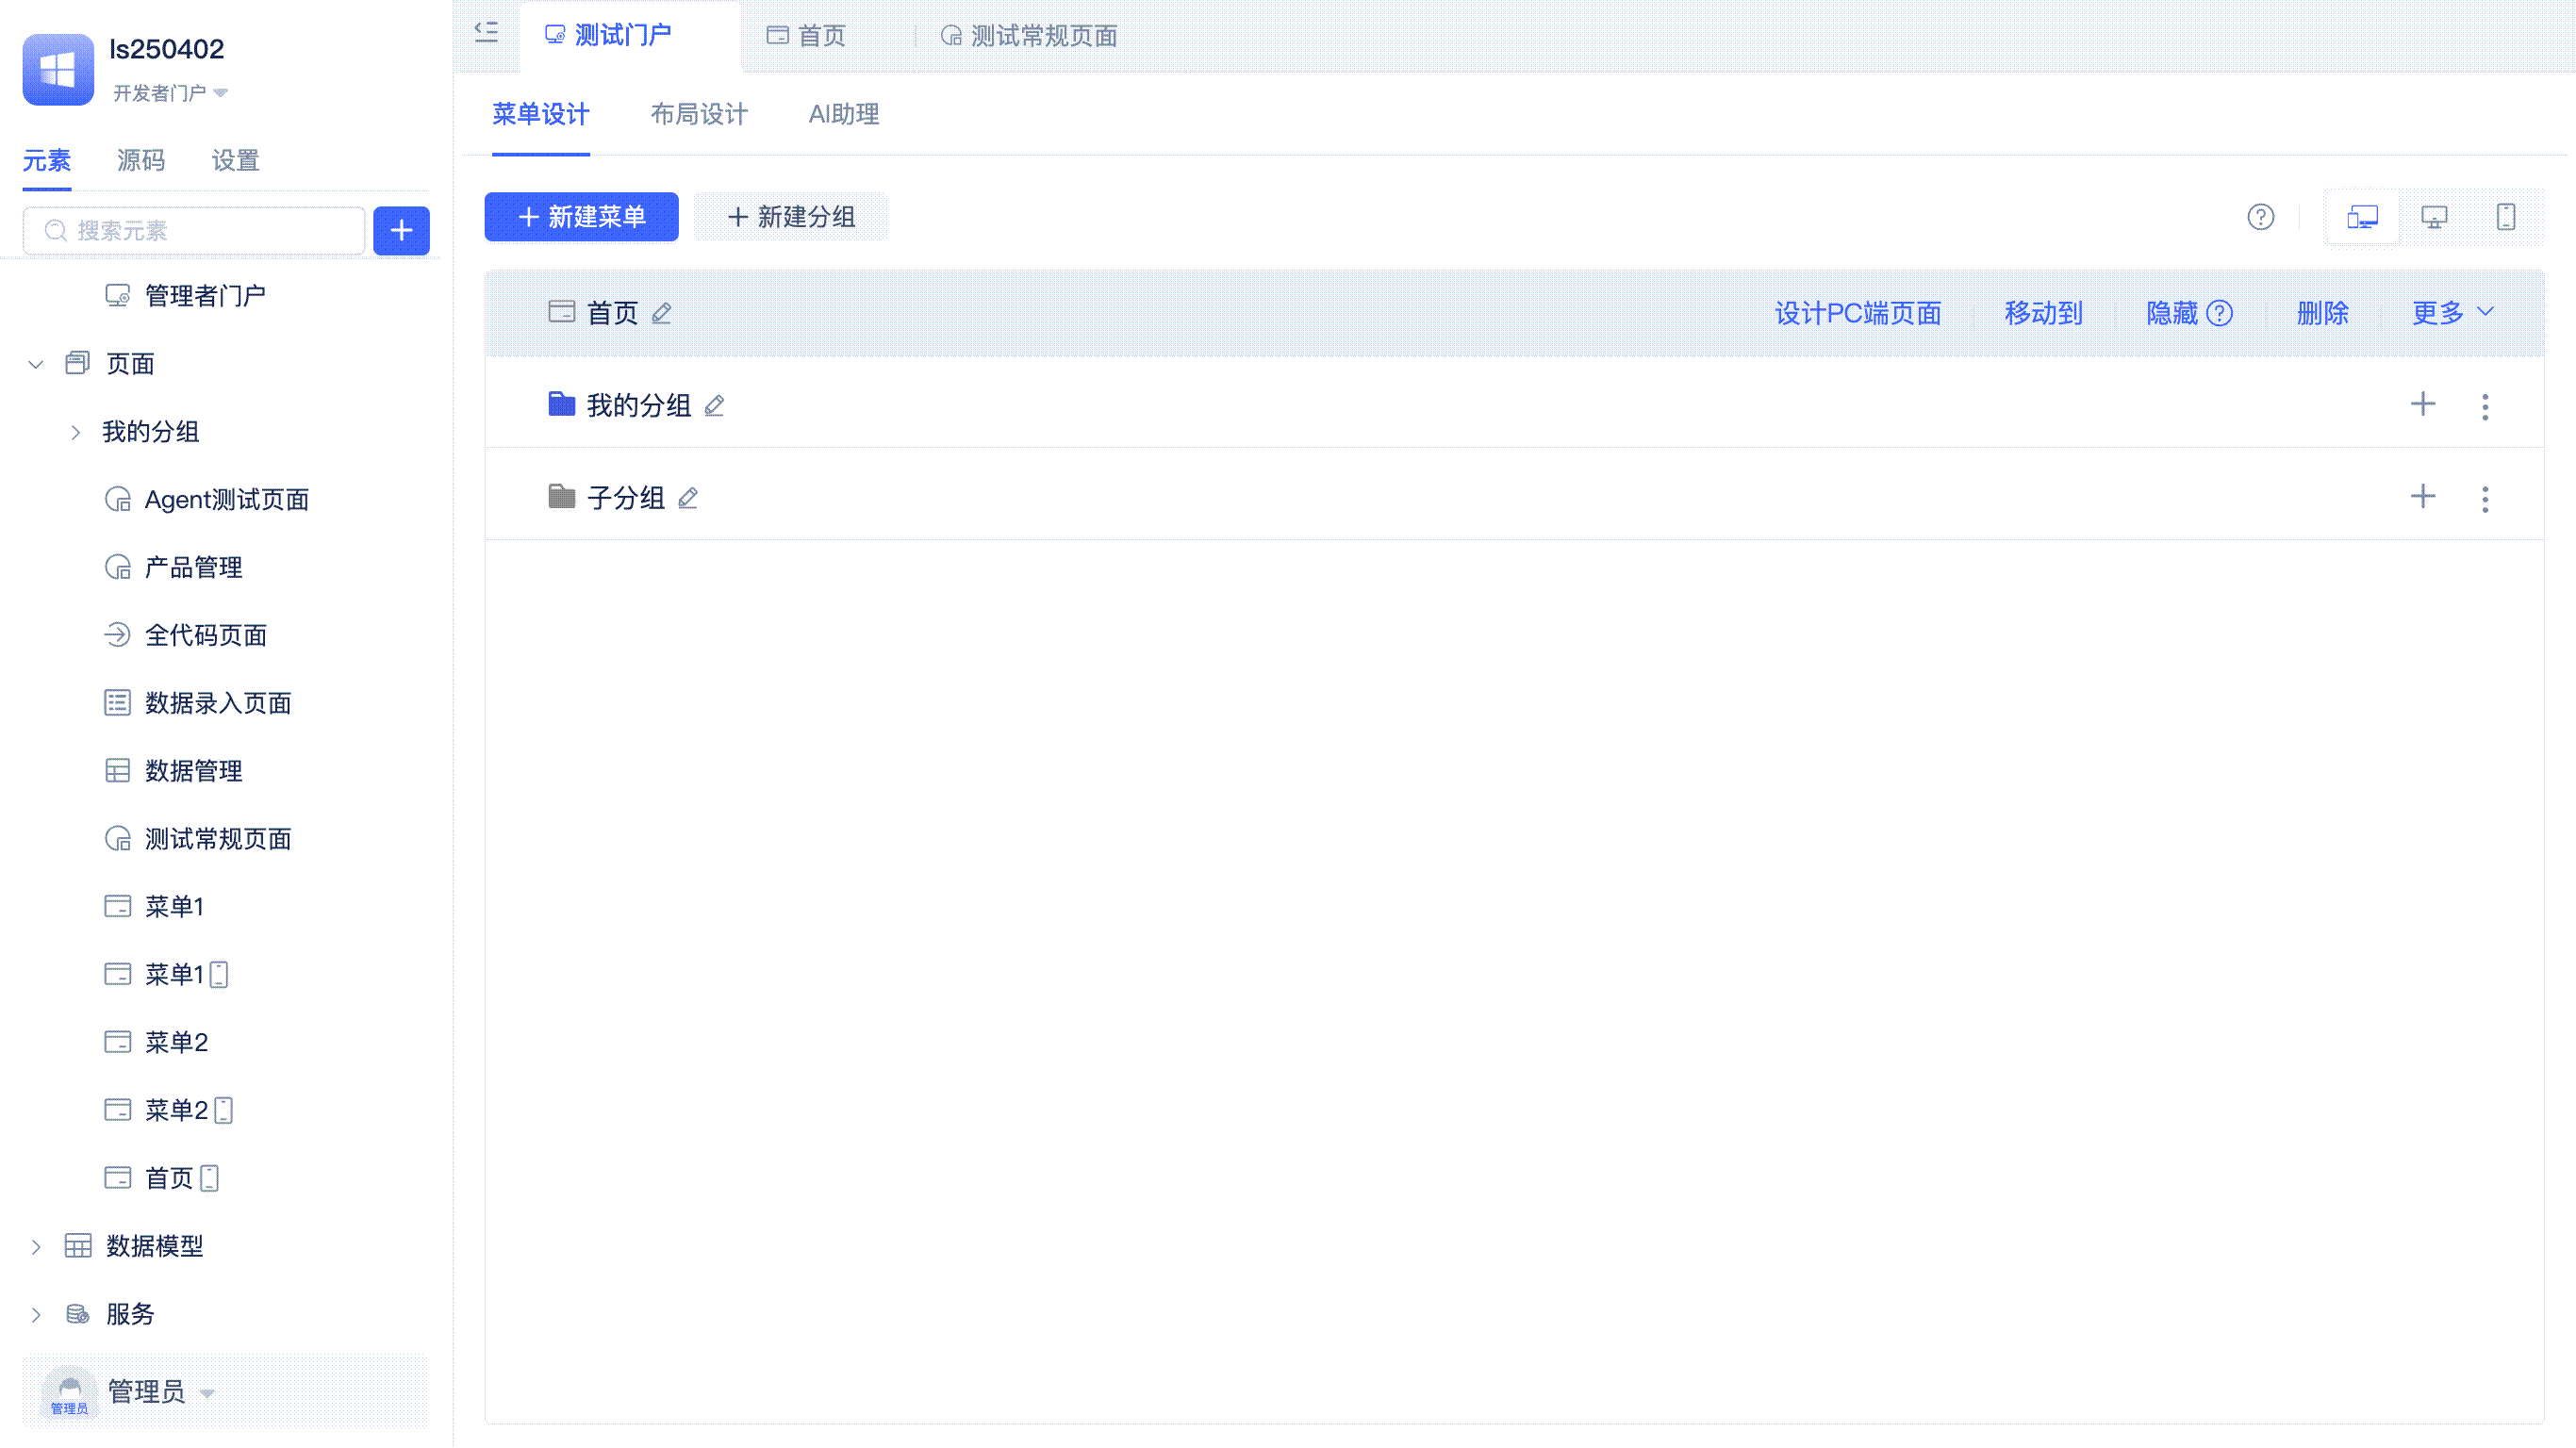 ls250402
开发者门户
元素 源码 设置
搜索元素
管理者门户
页面
我的分组
Agent测试页面
产品管理
全代码页面
数据录入页面
数据管理
测试常规页面
菜单1
菜单1
菜单2
菜单2
首页
数据模型
服务
管理员
管理员
测试门户 首页 测试常规页面
菜单设计 布局设计 AI助理
新建菜单 新建分组
首页 设计PC端页面 移动到 隐藏 删除 更多
我的分组
子分组